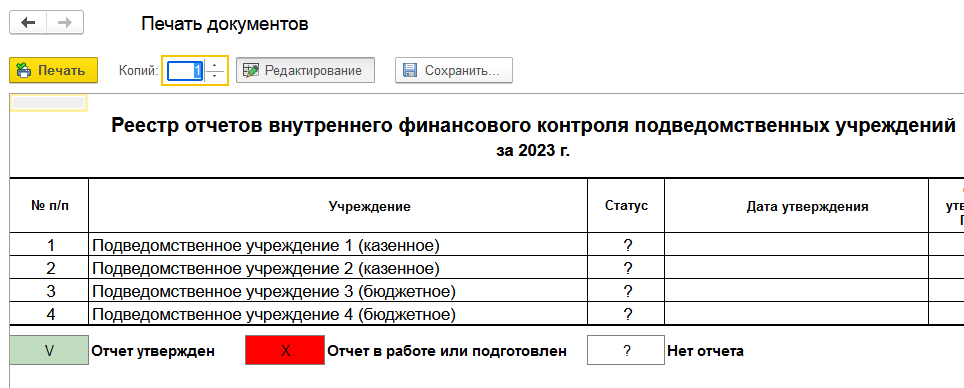 Печать документов
Печать Копий: 1 Редактирование Сохранить...
Реестр отчетов внутреннего финансового контроля подведомственных учреждений
за 2023 г.
№ п/п Учреждение Статус Дата утверждения
1 Подведомственное учреждение 1 (казенное) ?
2 Подведомственное учреждение 2 (казенное) ?
3 Подведомственное учреждение 3 (бюджетное) ?
4 Подведомственное учреждение 4 (бюджетное) ?
V Отчет утвержден X Отчет в работе или подготовлен ? Нет отчета